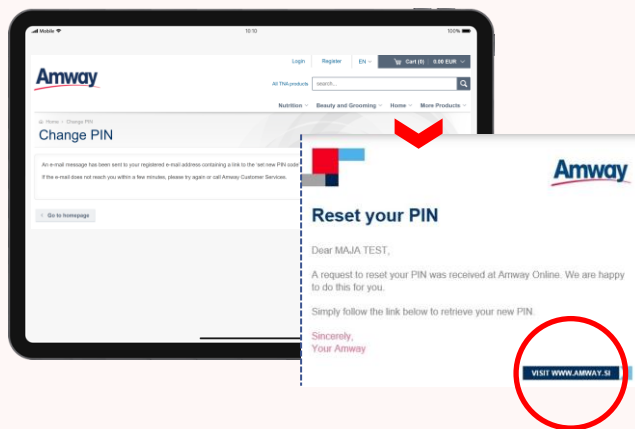 Mobile
10:10
100%
Login Register EN Cart (0) 0.00 EUR
Amway
All TNA products search...
Nutrition Beauty and Grooming Home More Products
Home > Change PIN
Change PIN
An e-mail message has been sent to your registered e-mail address containing a link to the 'set new PIN code
If the e-mail does not reach you within a few minutes, please try again or call Amway Customer Services.
< Go to homepage
Amway
Reset your PIN
Dear MAJA TEST,
A request to reset your PIN was received at Amway Online. We are happy
to do this for you.
Simply follow the link below to retrieve your new PIN.
Sincerely,
Your Amway
VISIT WWW.AMWAY.SI